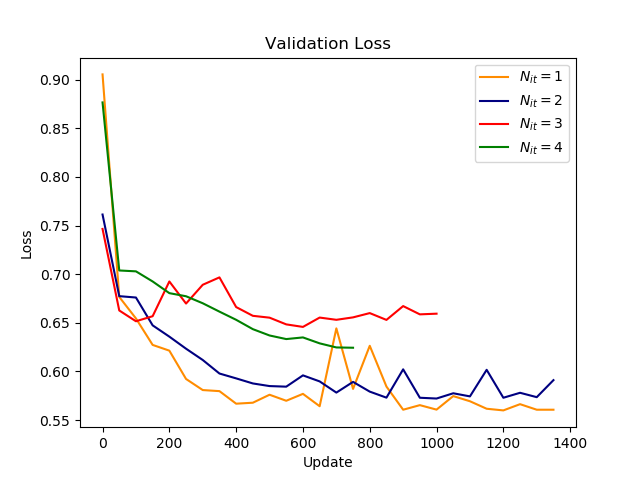 Validation Loss
Loss
0.90
0.85
0.80
0.75
0.70
0.65
0.60
0.55
N_it = 1
N_it = 2
N_it = 3
N_it = 4
0 200 400 600 800 1000 1200 1400
Update